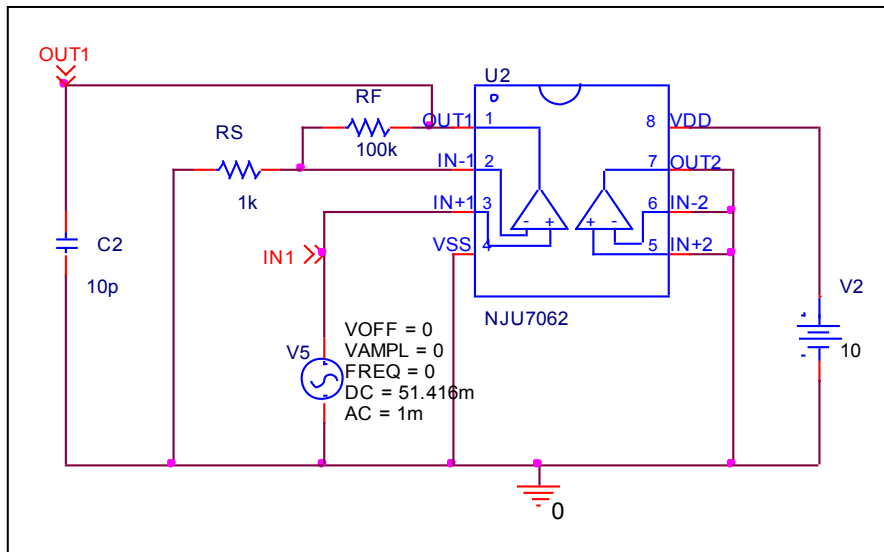 OUT1
U2
RF
100k
RS
1k
OUT1 1
IN-1 2
IN+1 3
VSS 4
8 VDD
7 OUT2
6 IN-2
5 IN+2
- +
+ -
NJU7062
IN1
C2
10p
V5
VOFF = 0
VAMPL = 0
FREQ = 0
DC = 51.416m
AC = 1m
V2
10
0